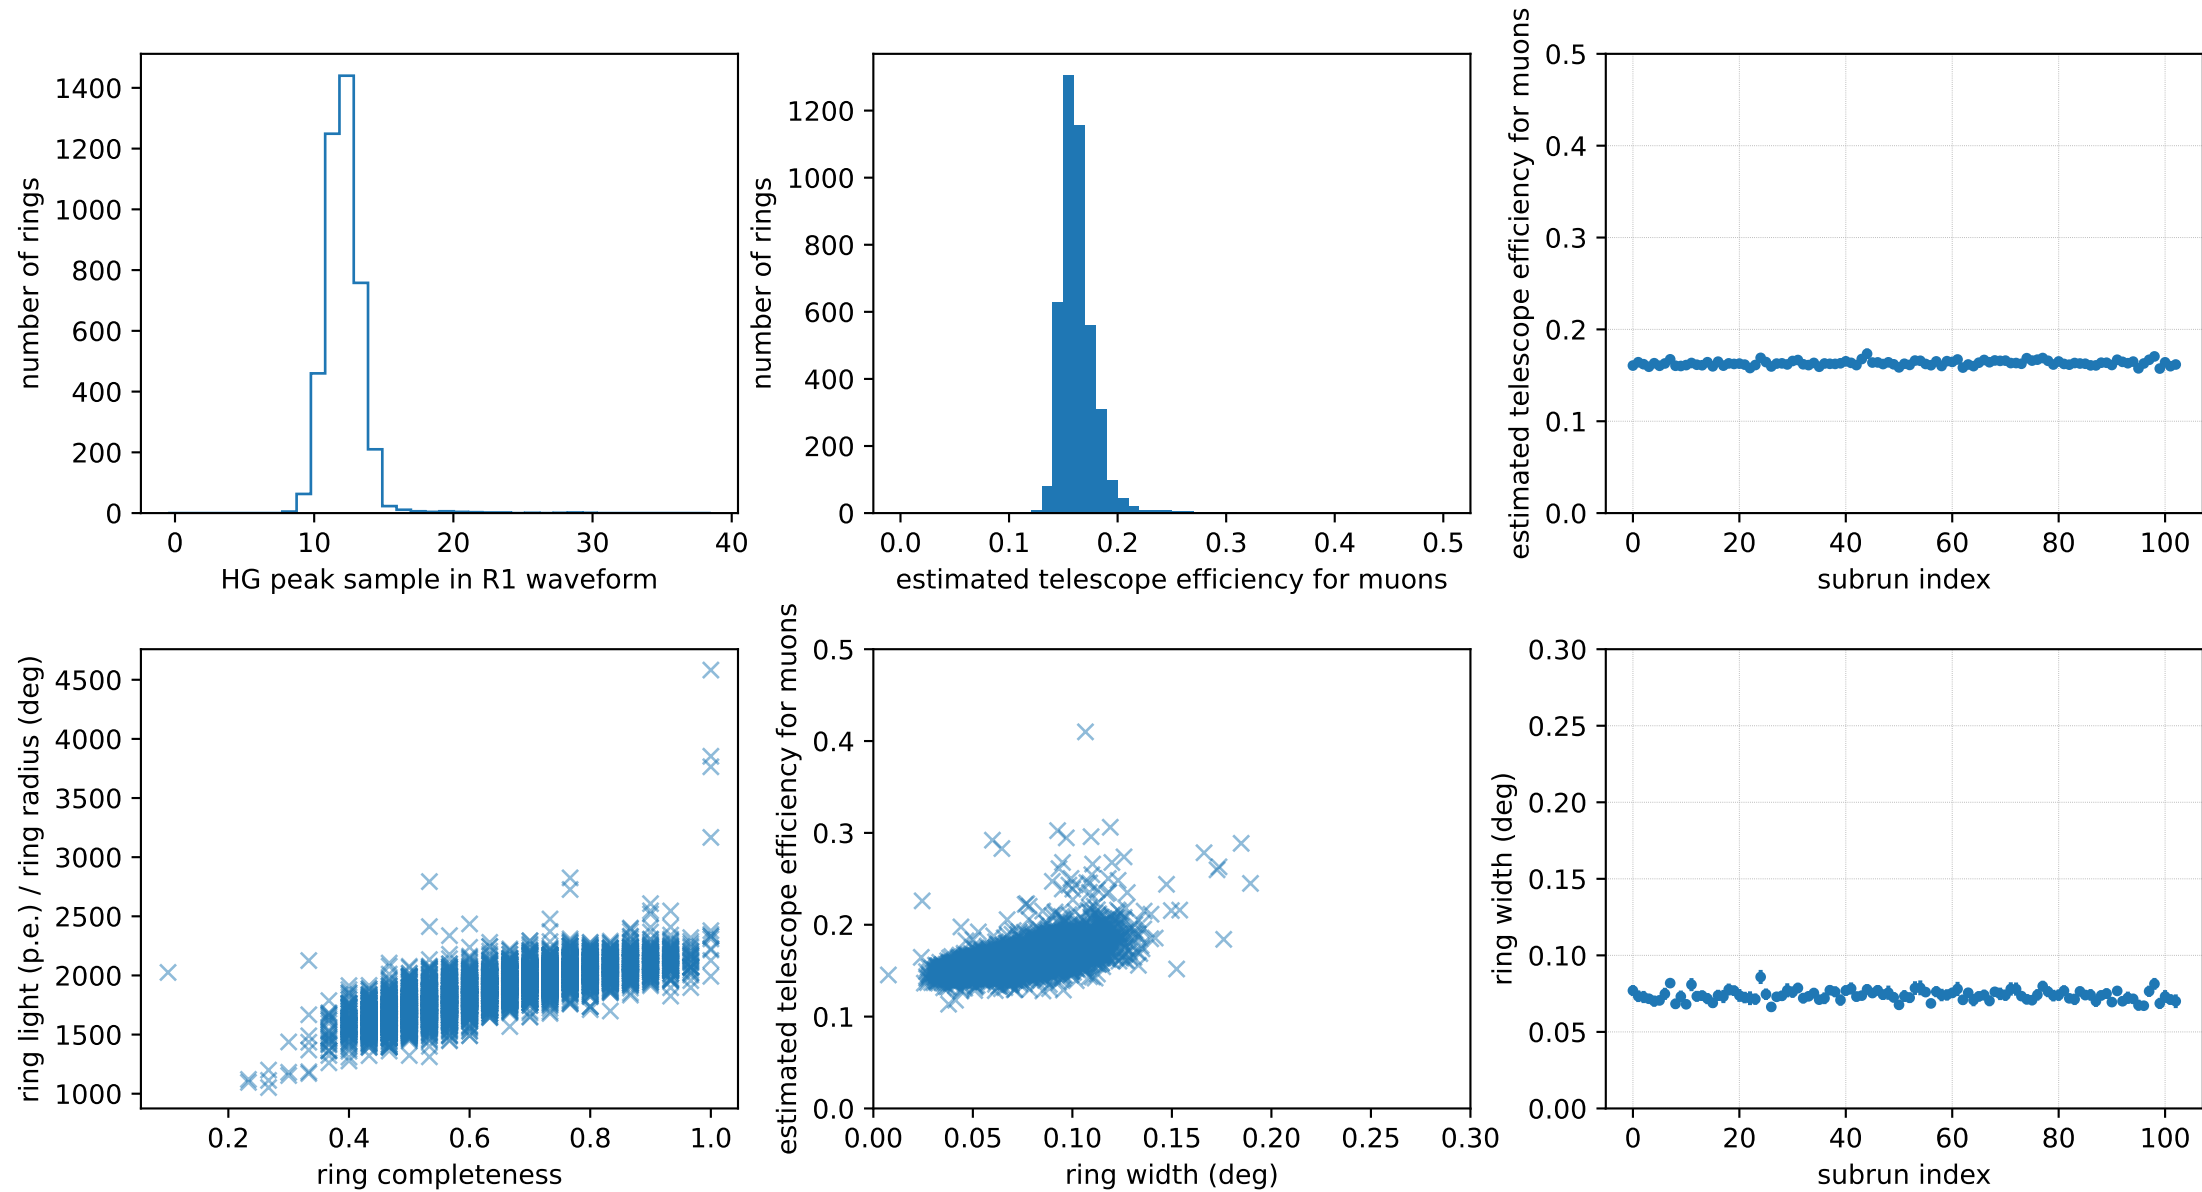 number of rings
1400
1200
1000
800
600
400
200
0
0 10 20 30 40
HG peak sample in R1 waveform
number of rings
1200
1000
800
600
400
200
0
0.0 0.1 0.2 0.3 0.4 0.5
estimated telescope efficiency for muons
estimated telescope efficiency for muons
0.5
0.4
0.3
0.2
0.1
0.0
0 20 40 60 80 100
subrun index
ring light (p.e.) / ring radius (deg)
4500
4000
3500
3000
2500
2000
1500
1000
0.2 0.4 0.6 0.8 1.0
ring completeness
estimated telescope efficiency for muons
0.5
0.4
0.3
0.2
0.1
0.0
0.00 0.05 0.10 0.15 0.20 0.25 0.30
ring width (deg)
ring width (deg)
0.30
0.25
0.20
0.15
0.10
0.05
0.00
0 20 40 60 80 100
subrun index